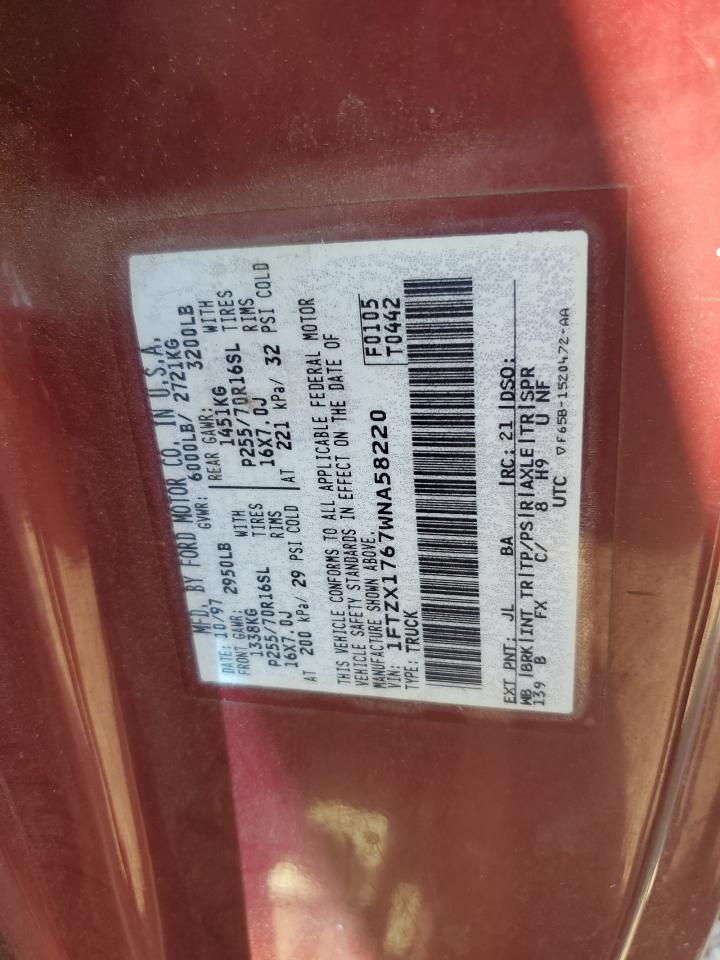 MFD. BY FORD MOTOR CO. IN U.S.A.
DATE: 10/97 GVWR: 6000LB/ 2721KG
FRONT GAWR: 2950LB REAR GAWR: 3200LB
1338KG WITH 1451KG WITH
P255/70R16SL TIRES P255/70R16SL TIRES
16X7.0J RIMS 16X7.0J RIMS
AT 200 kPa/ 29 PSI COLD AT 221 kPa/ 32 PSI COLD
THIS VEHICLE CONFORMS TO ALL APPLICABLE FEDERAL MOTOR
VEHICLE SAFETY STANDARDS IN EFFECT ON THE DATE OF
MANUFACTURE SHOWN ABOVE.
VIN: 1FTZX1767WNA58220
TYPE: TRUCK
F0105
T0442
EXT PNT: JL BA RC: 21 DSO:
WB BRK INT TR TP/PS R AXLE TR SPR
139 B FX C/ 8 H9 U NF
UTC ▽F65B-1520472-AA